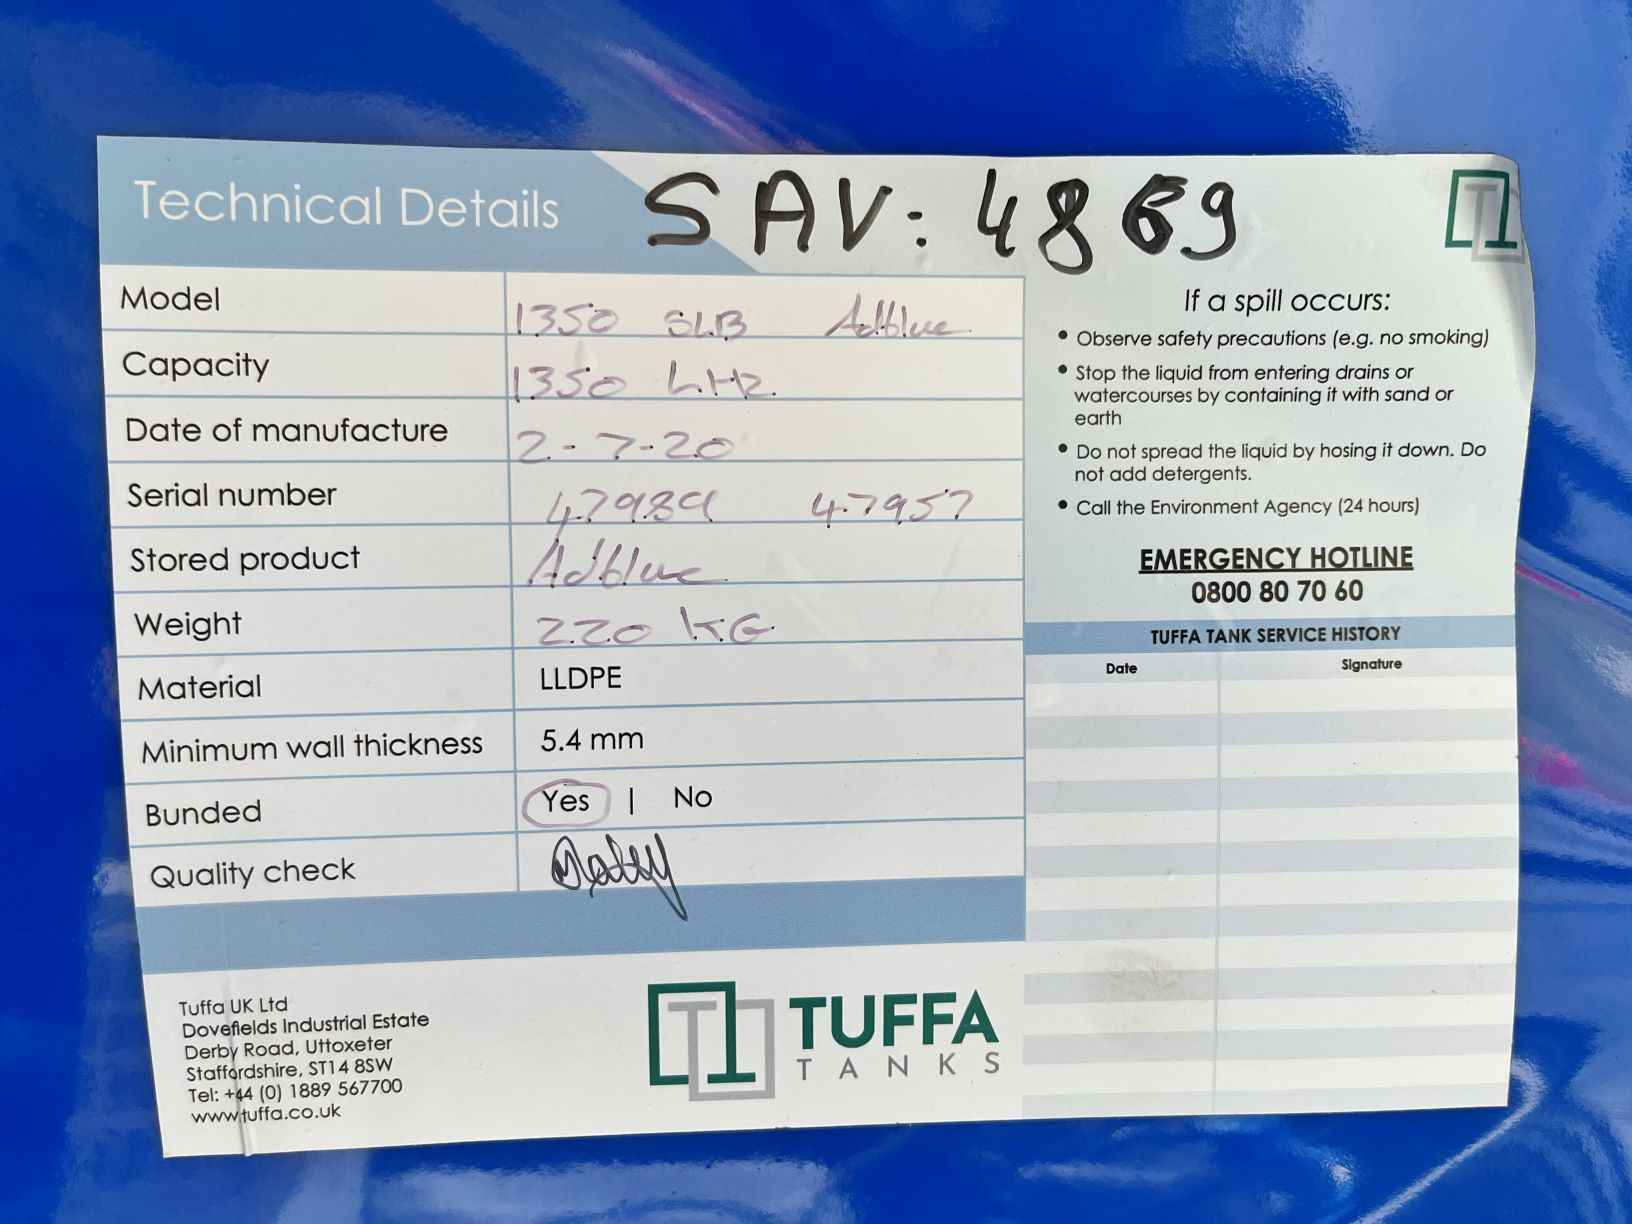 Technical Details
SAV: 4869
Model 1350 SLB Adblue
Capacity 1350 Ltr.
Date of manufacture 2-7-20
Serial number 47989 47957
Stored product Adblue
Weight 220 KG
Material LLDPE
Minimum wall thickness 5.4 mm
Bunded Yes | No
Quality check
Tuffa UK Ltd
Dovefields Industrial Estate
Derby Road, Uttoxeter
Staffordshire, ST14 8SW
Tel: +44 (0) 1889 567700
www.tuffa.co.uk
TUFFA
TANKS
If a spill occurs:
• Observe safety precautions (e.g. no smoking)
• Stop the liquid from entering drains or
watercourses by containing it with sand or
earth
• Do not spread the liquid by hosing it down. Do
not add detergents.
• Call the Environment Agency (24 hours)
EMERGENCY HOTLINE
0800 80 70 60
TUFFA TANK SERVICE HISTORY
Date Signature